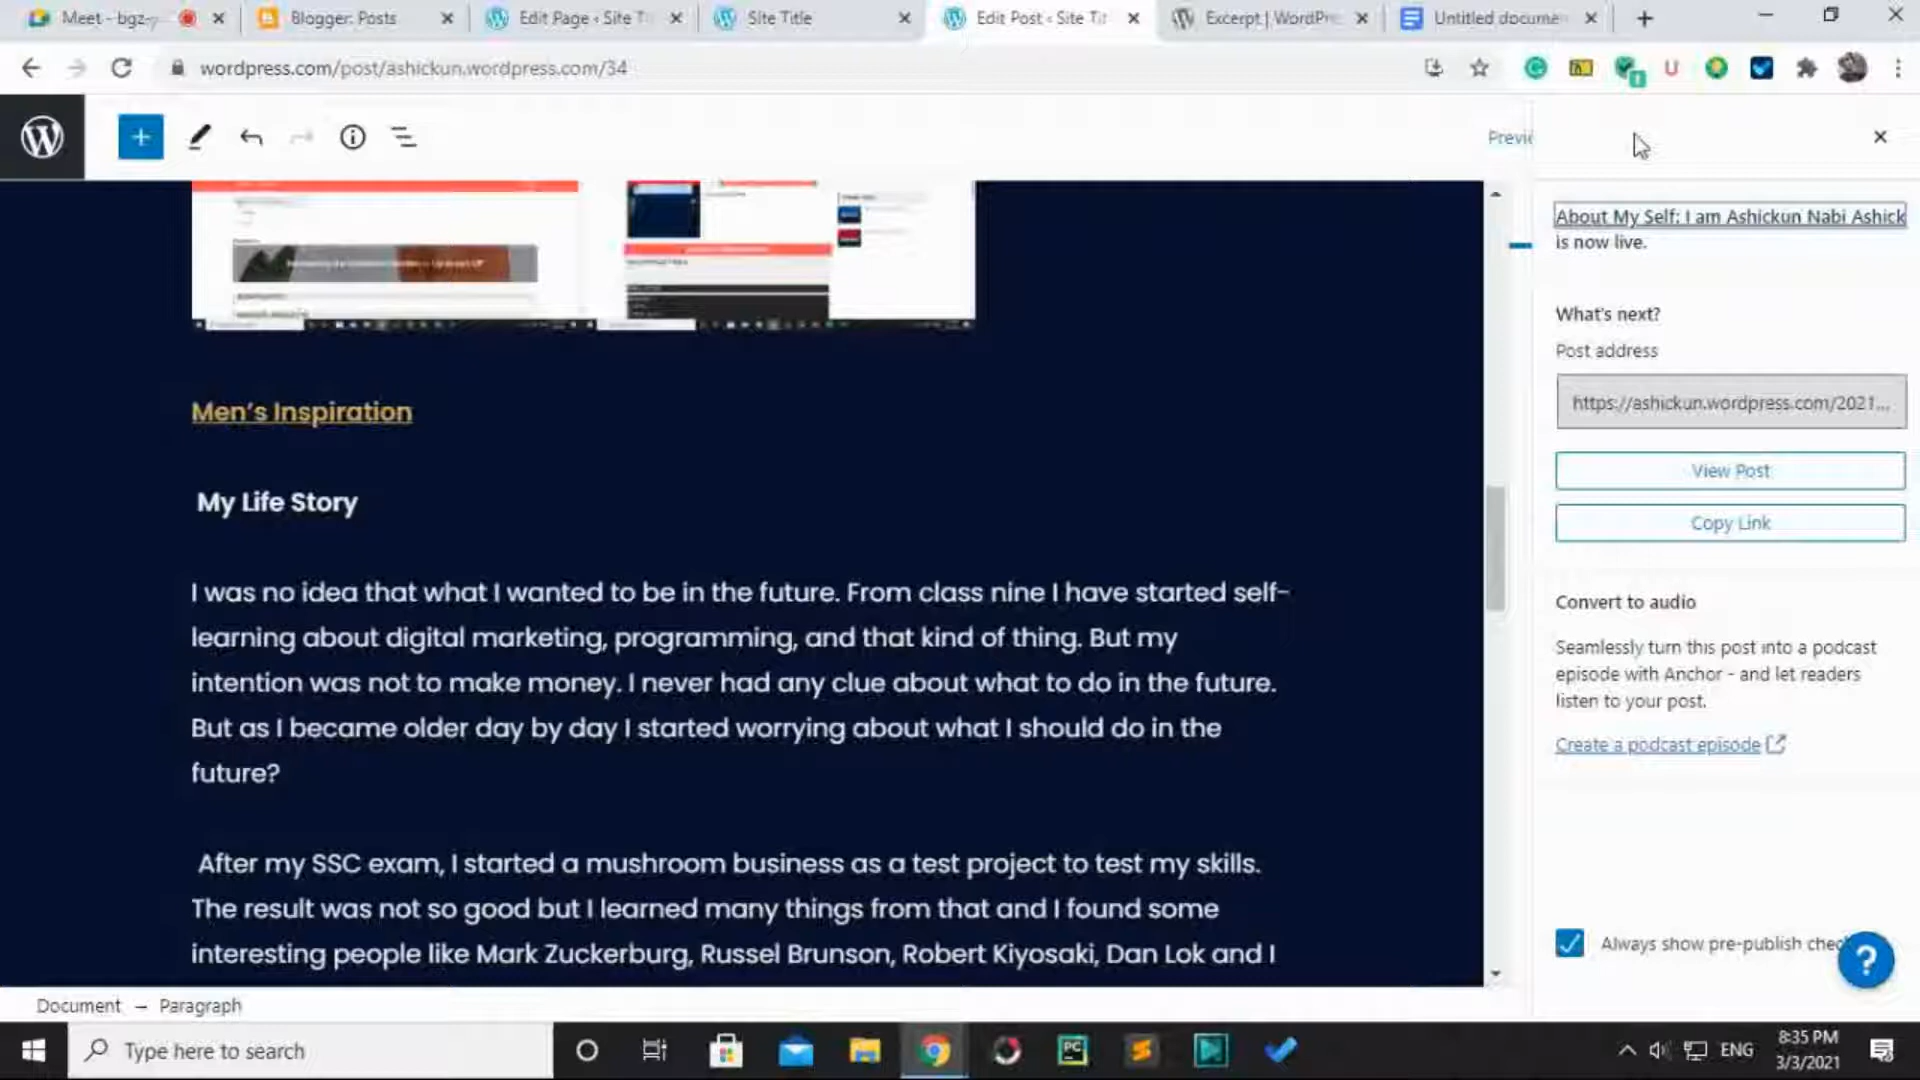 Meet - bgz-y
Blogger: Posts
Edit Page ‹ Site T
Site Title
Edit Post ‹ Site Tit
Excerpt | WordPre
Untitled docume
wordpress.com/post/ashickun.wordpress.com/34
Previe
About My Self: I am Ashickun Nabi Ashick
is now live.
What's next?
Post address
https://ashickun.wordpress.com/2021...
View Post
Copy Link
Convert to audio
Seamlessly turn this post into a podcast
episode with Anchor - and let readers
listen to your post.
Create a podcast episode
Always show pre-publish chec
Men's Inspiration
My Life Story
I was no idea that what I wanted to be in the future. From class nine I have started self-
learning about digital marketing, programming, and that kind of thing. But my
intention was not to make money. I never had any clue about what to do in the future.
But as I became older day by day I started worrying about what I should do in the
future?
After my SSC exam, I started a mushroom business as a test project to test my skills.
The result was not so good but I learned many things from that and I found some
interesting people like Mark Zuckerburg, Russel Brunson, Robert Kiyosaki, Dan Lok and I
Document → Paragraph
Type here to search
ENG
8:35 PM
3/3/2021